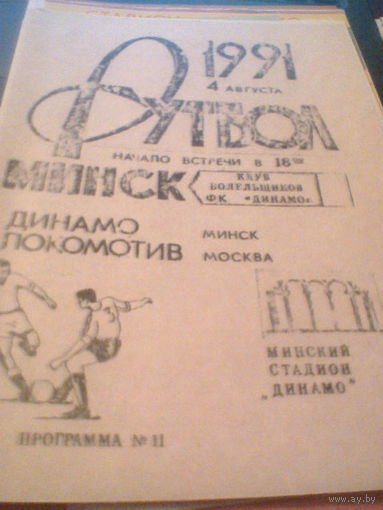 1991
4 АВГУСТА
ФУТБОЛ
НАЧАЛО ВСТРЕЧИ В 18⁰⁰
МИНСК
КЛУБ
БОЛЕЛЬЩИКОВ
ФК "ДИНАМО"
ДИНАМО МИНСК
ЛОКОМОТИВ МОСКВА
МИНСКИЙ
СТАДИОН
„ДИНАМО"
ПРОГРАММА № 11
www.ay.by